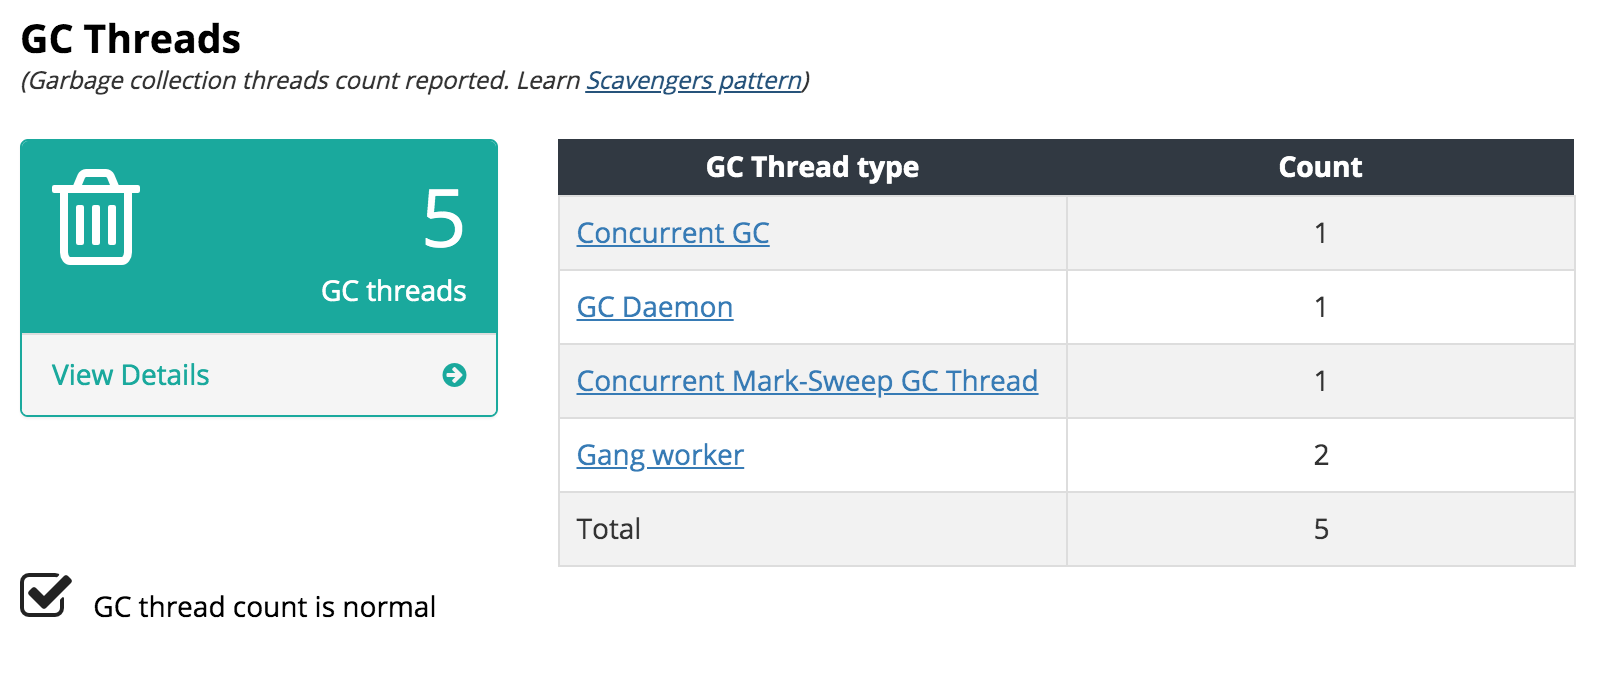 GC Threads
(Garbage collection threads count reported. Learn Scavengers pattern)
5
GC threads
View Details
GC Thread type Count
Concurrent GC 1
GC Daemon 1
Concurrent Mark-Sweep GC Thread 1
Gang worker 2
Total 5
GC thread count is normal